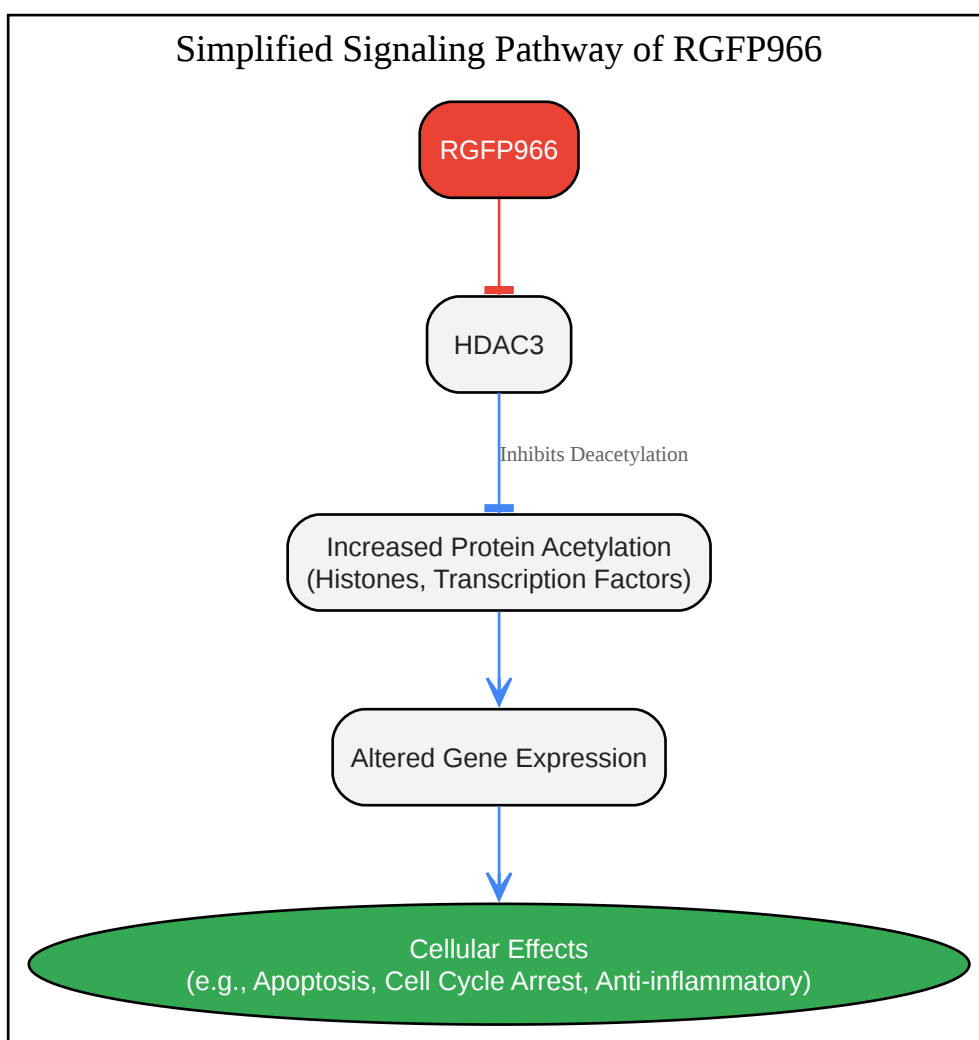 Simplified Signaling Pathway of RGFP966
RGFP966
HDAC3
Inhibits Deacetylation
Increased Protein Acetylation
(Histones, Transcription Factors)
Altered Gene Expression
Cellular Effects
(e.g., Apoptosis, Cell Cycle Arrest, Anti-inflammatory)